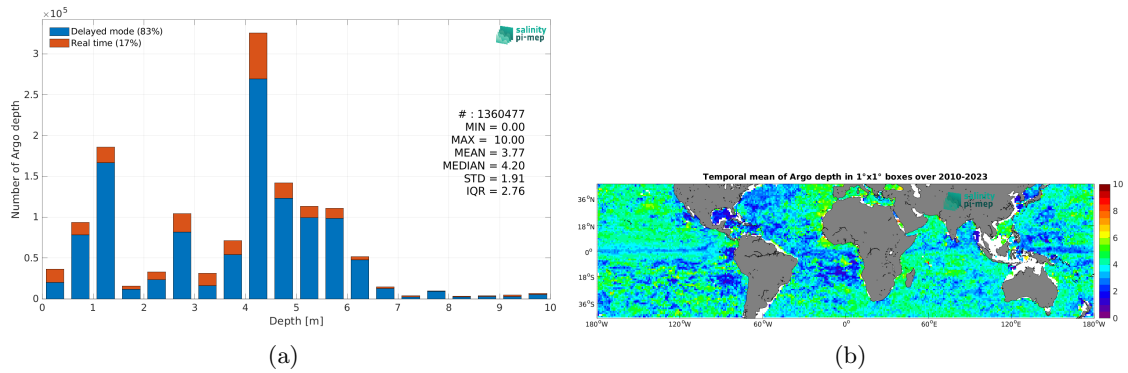 ×10⁵
Delayed mode (83%)
Real time (17%)
salinity
pi-mep
3
2.5
2
1.5
1
0.5
0
Number of Argo depth
# : 1360477
MIN = 0.00
MAX = 10.00
MEAN = 3.77
MEDIAN = 4.20
STD = 1.91
IQR = 2.76
0 1 2 3 4 5 6 7 8 9 10
Depth [m]
(a)
Temporal mean of Argo depth in 1°x1° boxes over 2010-2023
salinity
pi-mep
36°N
18°N
0°
18°S
36°S
180°W 120°W 60°W 0° 60°E 120°E 180°W
10
8
6
4
2
0
(b)